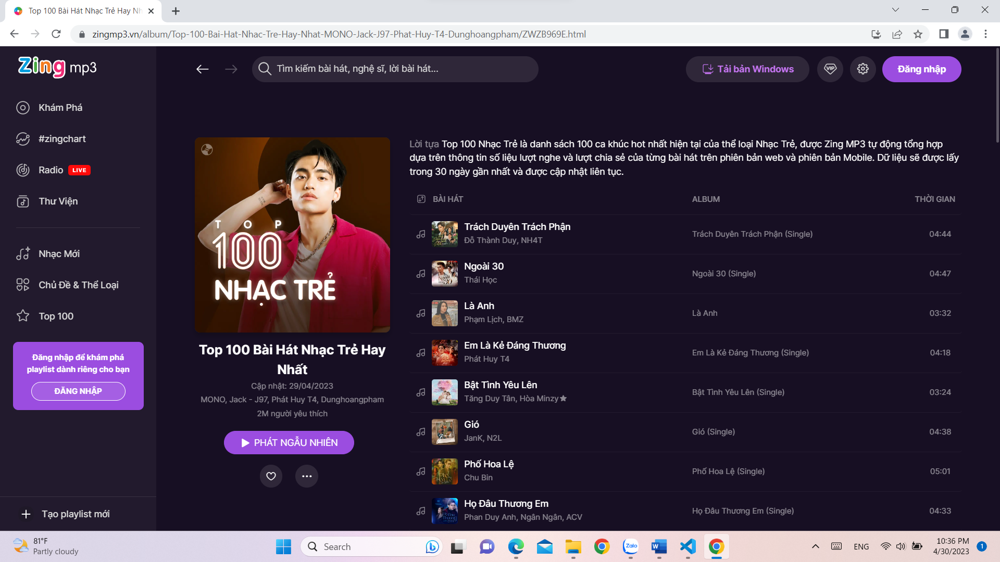 Top 100 Bài Hát Nhạc Trẻ Hay Nh
zingmp3.vn/album/Top-100-Bai-Hat-Nhac-Tre-Hay-Nhat-MONO-Jack-J97-Phat-Huy-T4-Dunghoangpham/ZWZB969E.html
Zing mp3
Tìm kiếm bài hát, nghệ sĩ, lời bài hát...
Tải bản Windows
VIP
Đăng nhập
Khám Phá
#zingchart
Radio LIVE
Thư Viện
Nhạc Mới
Chủ Đề & Thể Loại
Top 100
Đăng nhập để khám phá
playlist dành riêng cho bạn
ĐĂNG NHẬP
Tạo playlist mới
TOP
100
NHẠC TRẺ
Top 100 Bài Hát Nhạc Trẻ Hay
Nhất
Cập nhật: 29/04/2023
MONO, Jack - J97, Phát Huy T4, Dunghoangpham
2M người yêu thích
PHÁT NGẪU NHIÊN
Lời tựa Top 100 Nhạc Trẻ là danh sách 100 ca khúc hot nhất hiện tại của thể loại Nhạc Trẻ, được Zing MP3 tự động tổng hợp
dựa trên thông tin số liệu lượt nghe và lượt chia sẻ của từng bài hát trên phiên bản web và phiên bản Mobile. Dữ liệu sẽ được lấy
trong 30 ngày gần nhất và được cập nhật liên tục.
BÀI HÁT ALBUM THỜI GIAN
Trách Duyên Trách Phận
Đỗ Thành Duy, NH4T
Trách Duyên Trách Phận (Single) 04:44
Ngoài 30
Thái Học
Ngoài 30 (Single) 04:47
Là Anh
Phạm Lịch, BMZ
Là Anh 03:32
Em Là Kẻ Đáng Thương
Phát Huy T4
Em Là Kẻ Đáng Thương (Single) 04:18
Bật Tình Yêu Lên
Tăng Duy Tân, Hòa Minzy
Bật Tình Yêu Lên (Single) 03:24
Gió
JanK, N2L
Gió (Single) 04:38
Phố Hoa Lệ
Chu Bin
Phố Hoa Lệ (Single) 05:01
Họ Đâu Thương Em
Phan Duy Anh, Ngân Ngân, ACV
Họ Đâu Thương Em (Single) 04:33
81°F
Partly cloudy
Search
Zalo
ENG
10:36 PM
4/30/2023
1